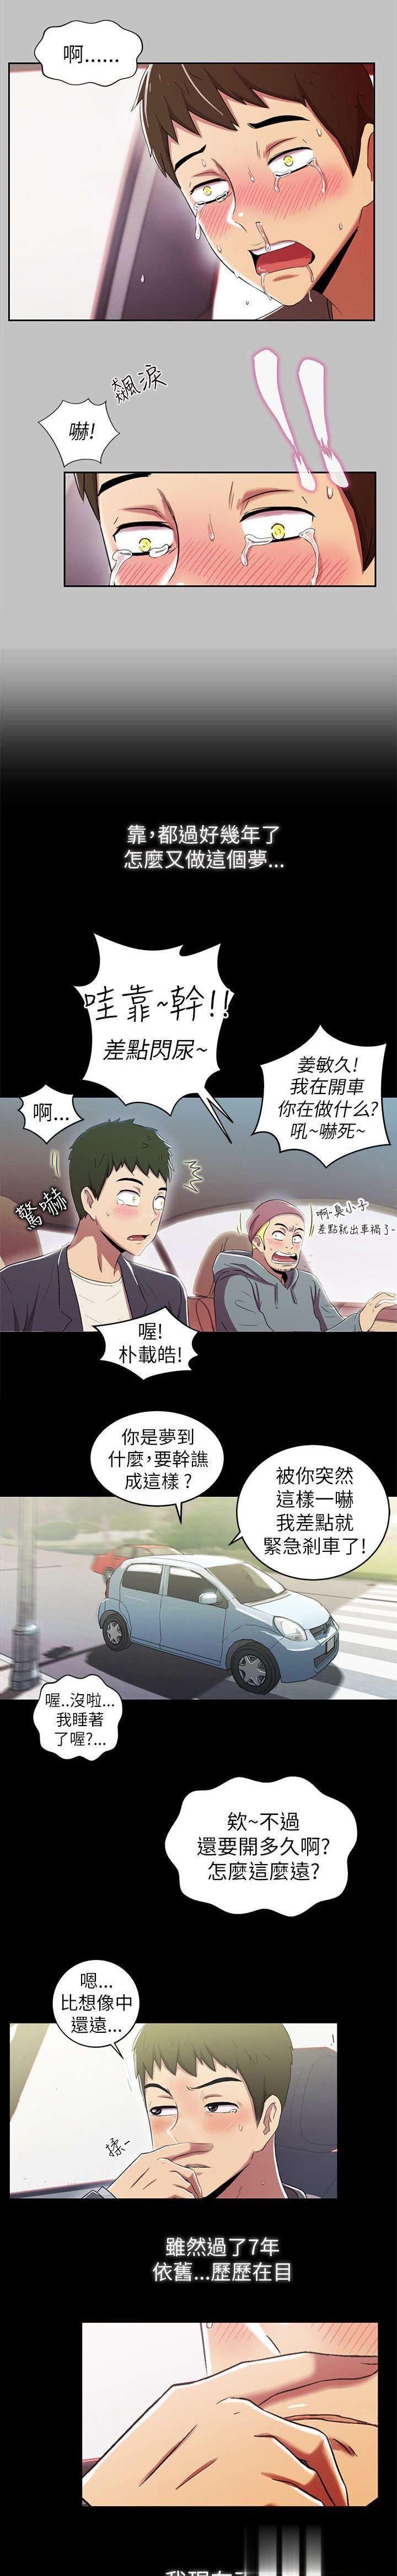 啊......
飆淚
嚇!
靠,都過好幾年了
怎麼又做這個夢...
哇靠~幹!!
差點閃尿~
姜敏久!
我在開車
你在做什么?
吼~嚇死~
啊...
驚嚇
啊~臭小子
差點就出車禍了~
喔!
朴載皓!
你是夢到
什麼,要幹譙
成這樣?
被你突然
這樣一嚇
我差點就
緊急剎車了!
喔..沒啦...
我睡著
了喔?...
欸~不過
還要開多久啊?
怎麼這麼遠?
嗯...
比想像中
還遠...
揉~
雖然過了7年
依舊...歷歷在目